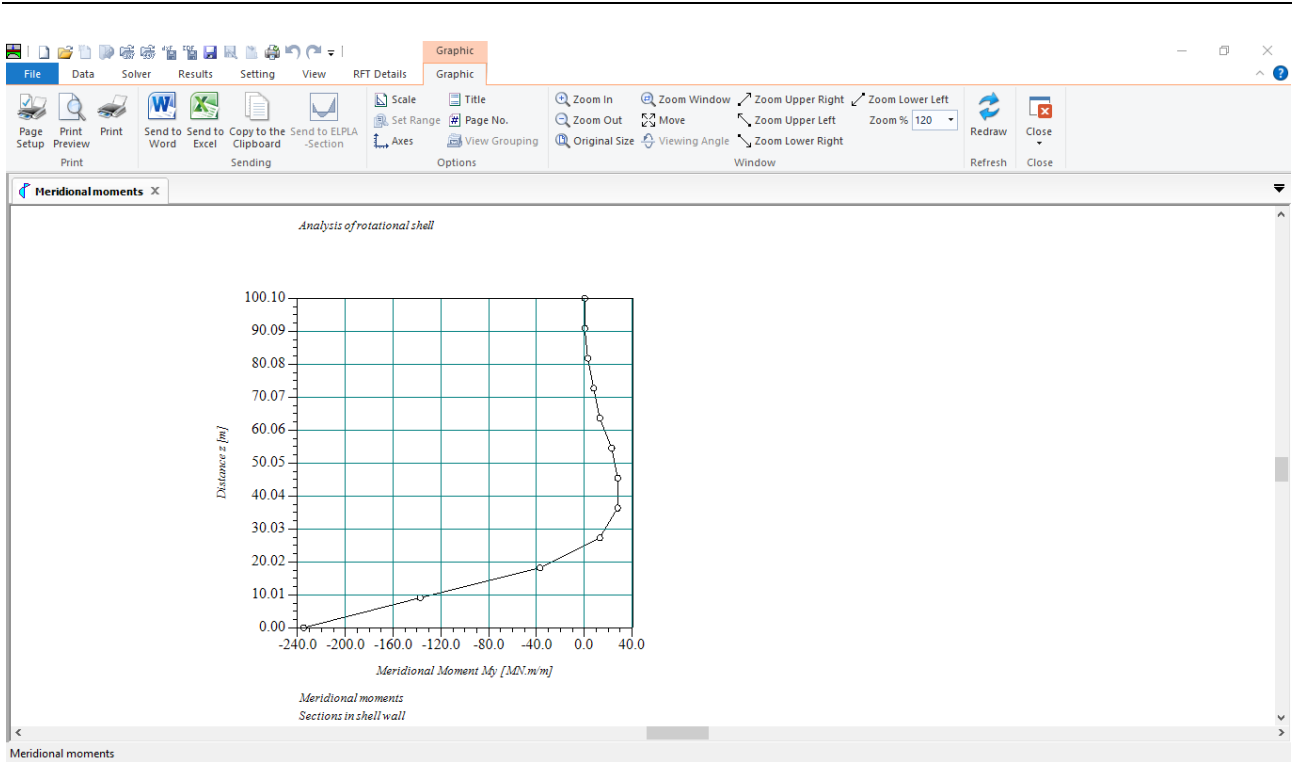 Graphic
File Data Solver Results Setting View RFT Details Graphic
Scale Title Zoom In Zoom Window Zoom Upper Right Zoom Lower Left
Page Setup Print Preview Print Send to Word Send to Excel Copy to the Clipboard Send to ELPLA -Section Set Range # Page No. Zoom Out Move Zoom Upper Left Zoom % 120 Redraw Close
Axes View Grouping Original Size Viewing Angle Zoom Lower Right
Print Sending Options Window Refresh Close
Meridional moments X
Analysis of rotational shell
100.10
90.09
80.08
70.07
60.06
50.05
40.04
30.03
20.02
10.01
0.00
Distance z [m]
-240.0 -200.0 -160.0 -120.0 -80.0 -40.0 0.0 40.0
Meridional Moment My [MN.m/m]
Meridional moments
Sections in shell wall
Meridional moments